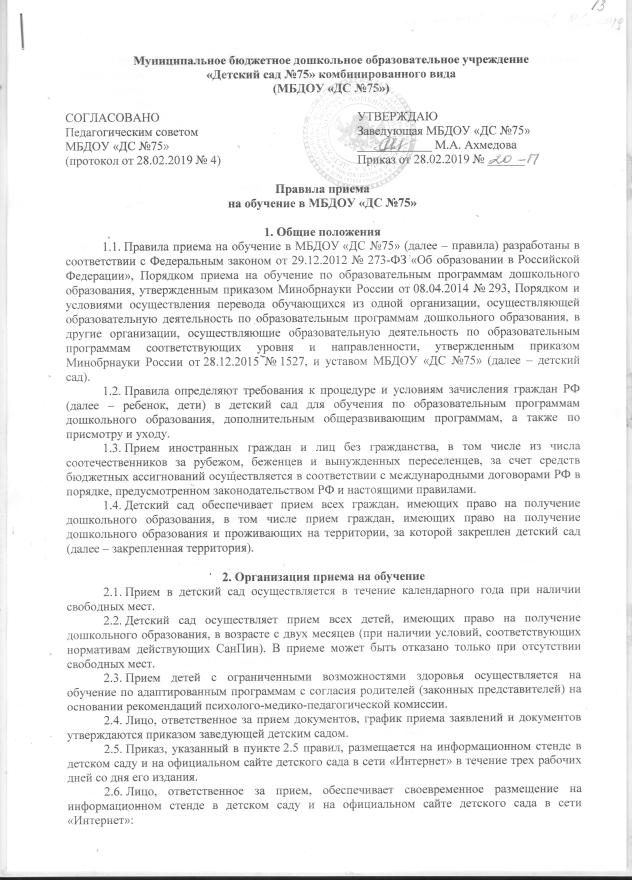 13
Муниципальное бюджетное дошкольное образовательное учреждение
«Детский сад №75» комбинированного вида
(МБДОУ «ДС №75»)
СОГЛАСОВАНО
Педагогическим советом
МБДОУ «ДС №75»
(протокол от 28.02.2019 № 4)
УТВЕРЖДАЮ
Заведующая МБДОУ «ДС №75»
М.А. Ахмедова
Приказ от 28.02.2019 № 20-П
Правила приема
на обучение в МБДОУ «ДС №75»
1. Общие положения
1.1. Правила приема на обучение в МБДОУ «ДС №75» (далее – правила) разработаны в
соответствии с Федеральным законом от 29.12.2012 № 273-ФЗ «Об образовании в Российской
Федерации», Порядком приема на обучение по образовательным программам дошкольного
образования, утвержденным приказом Минобрнауки России от 08.04.2014 № 293, Порядком и
условиями осуществления перевода обучающихся из одной организации, осуществляющей
образовательную деятельность по образовательным программам дошкольного образования, в
другие организации, осуществляющие образовательную деятельность по образовательным
программам соответствующих уровня и направленности, утвержденным приказом
Минобрнауки России от 28.12.2015 № 1527, и уставом МБДОУ «ДС №75» (далее – детский
сад).
1.2. Правила определяют требования к процедуре и условиям зачисления граждан РФ
(далее – ребенок, дети) в детский сад для обучения по образовательным программам
дошкольного образования, дополнительным общеразвивающим программам, а также по
присмотру и уходу.
1.3. Прием иностранных граждан и лиц без гражданства, в том числе из числа
соотечественников за рубежом, беженцев и вынужденных переселенцев, за счет средств
бюджетных ассигнований осуществляется в соответствии с международными договорами РФ в
порядке, предусмотренном законодательством РФ и настоящими правилами.
1.4. Детский сад обеспечивает прием всех граждан, имеющих право на получение
дошкольного образования, в том числе прием граждан, имеющих право на получение
дошкольного образования и проживающих на территории, за которой закреплен детский сад
(далее – закрепленная территория).
2. Организация приема на обучение
2.1. Прием в детский сад осуществляется в течение календарного года при наличии
свободных мест.
2.2. Детский сад осуществляет прием всех детей, имеющих право на получение
дошкольного образования, в возрасте с двух месяцев (при наличии условий, соответствующих
нормативам действующих СанПин). В приеме может быть отказано только при отсутствии
свободных мест.
2.3. Прием детей с ограниченными возможностями здоровья осуществляется на
обучение по адаптированным программам с согласия родителей (законных представителей) на
основании рекомендаций психолого-медико-педагогической комиссии.
2.4. Лицо, ответственное за прием документов, график приема заявлений и документов
утверждаются приказом заведующей детским садом.
2.5. Приказ, указанный в пункте 2.5 правил, размещается на информационном стенде в
детском саду и на официальном сайте детского сада в сети «Интернет» в течение трех рабочих
дней со дня его издания.
2.6. Лицо, ответственное за прием, обеспечивает своевременное размещение на
информационном стенде в детском саду и на официальном сайте детского сада в сети
«Интернет»: